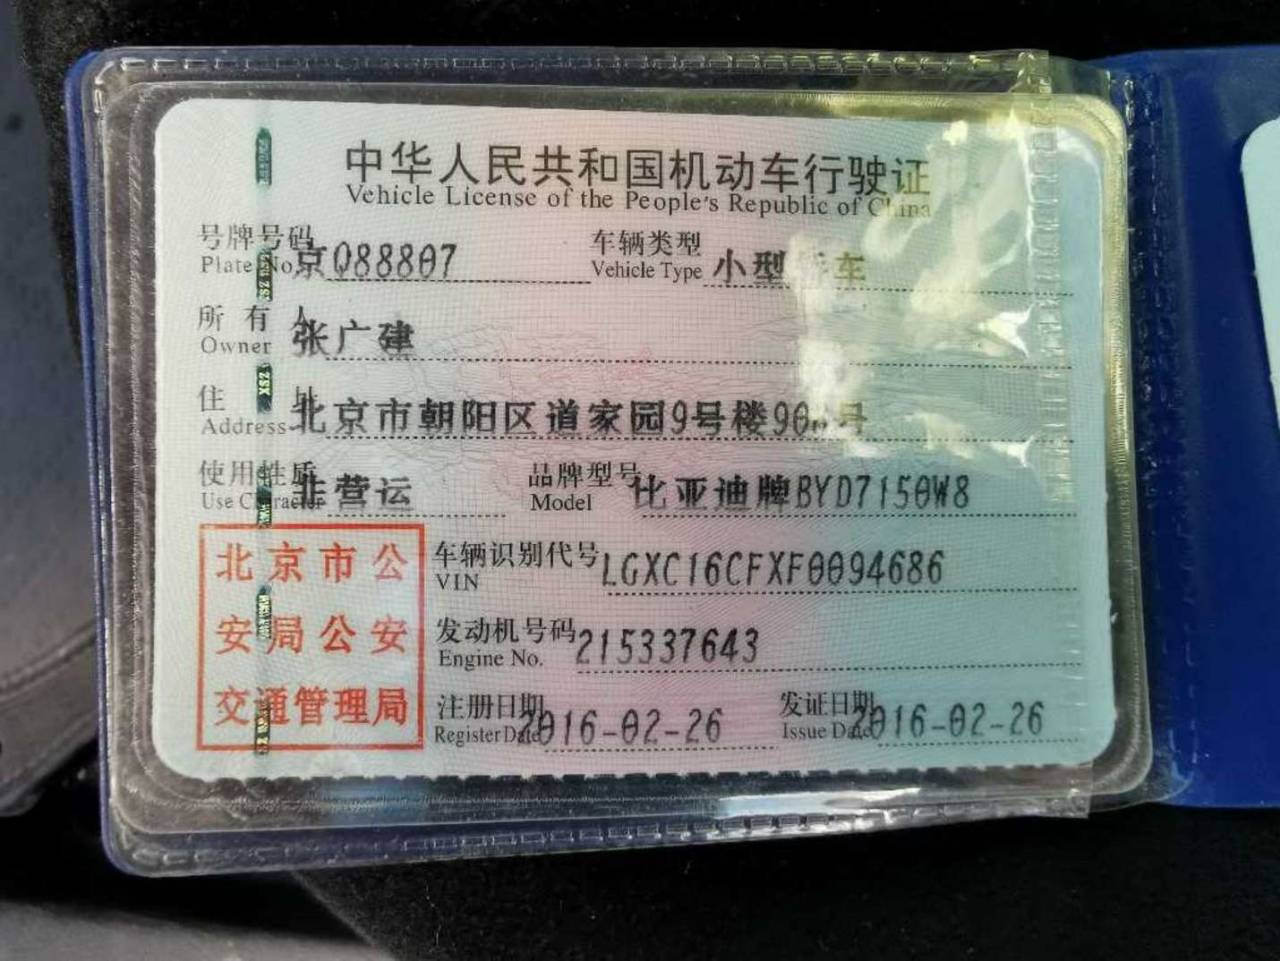 中华人民共和国机动车行驶证
Vehicle License of the People's Republic of China
号牌号码 京Q88807 车辆类型 小型轿车
Plate No. Vehicle Type
所有人 张广建
Owner
住址 北京市朝阳区道家园9号楼90号
Address
使用性质 非营运 品牌型号 比亚迪牌BYD7150W8
Use Character Model
北京市公
安局公安
交通管理局
车辆识别代号 LGXC16CFXF0094686
VIN
发动机号码 215337643
Engine No.
注册日期 2016-02-26 发证日期 2016-02-26
Register Date Issue Date